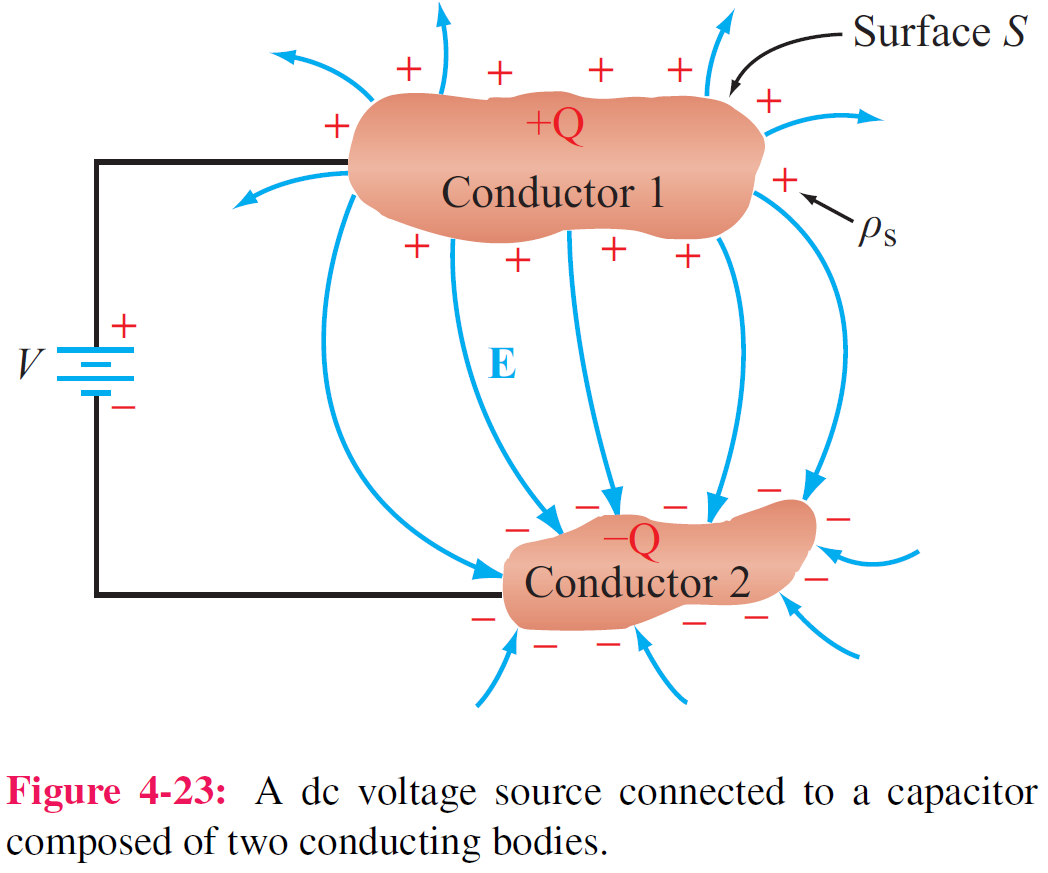 Surface S
+ + + +
+ +
+Q
Conductor 1
+
ρs
+ + + +
+
V
E
−
− − −
− −
−Q
Conductor 2
−
− − −
− −
Figure 4-23: A dc voltage source connected to a capacitor
composed of two conducting bodies.